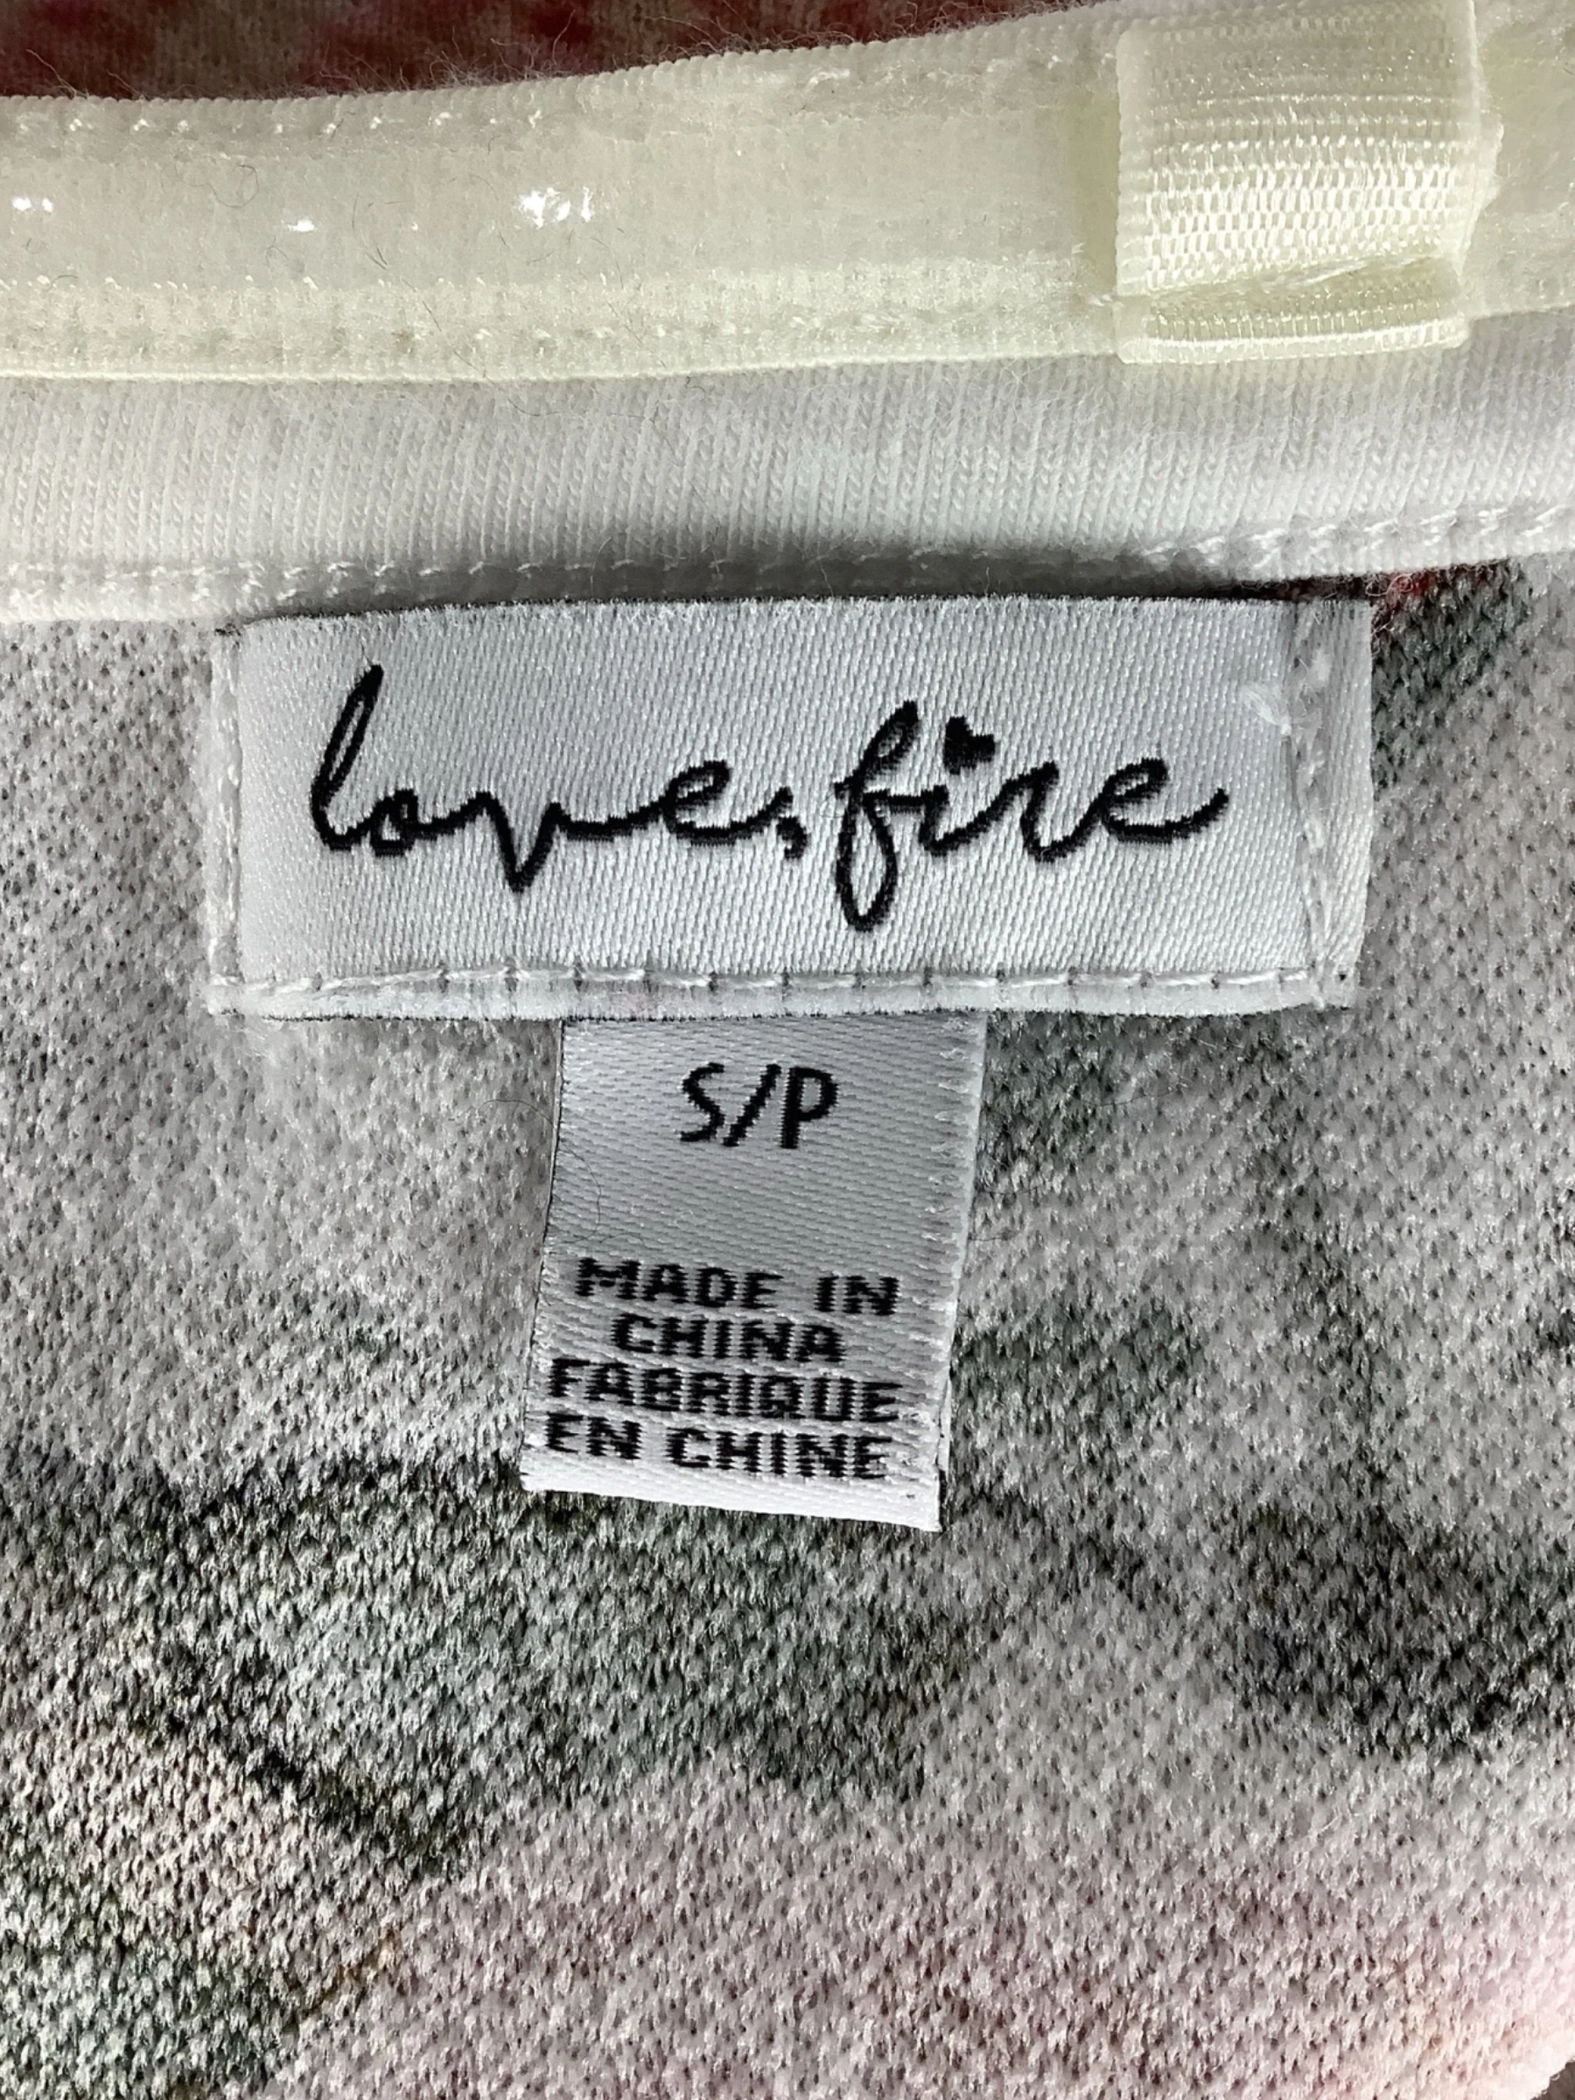 love, fire
S/P
MADE IN
CHINA
FABRIQUE
EN CHINE